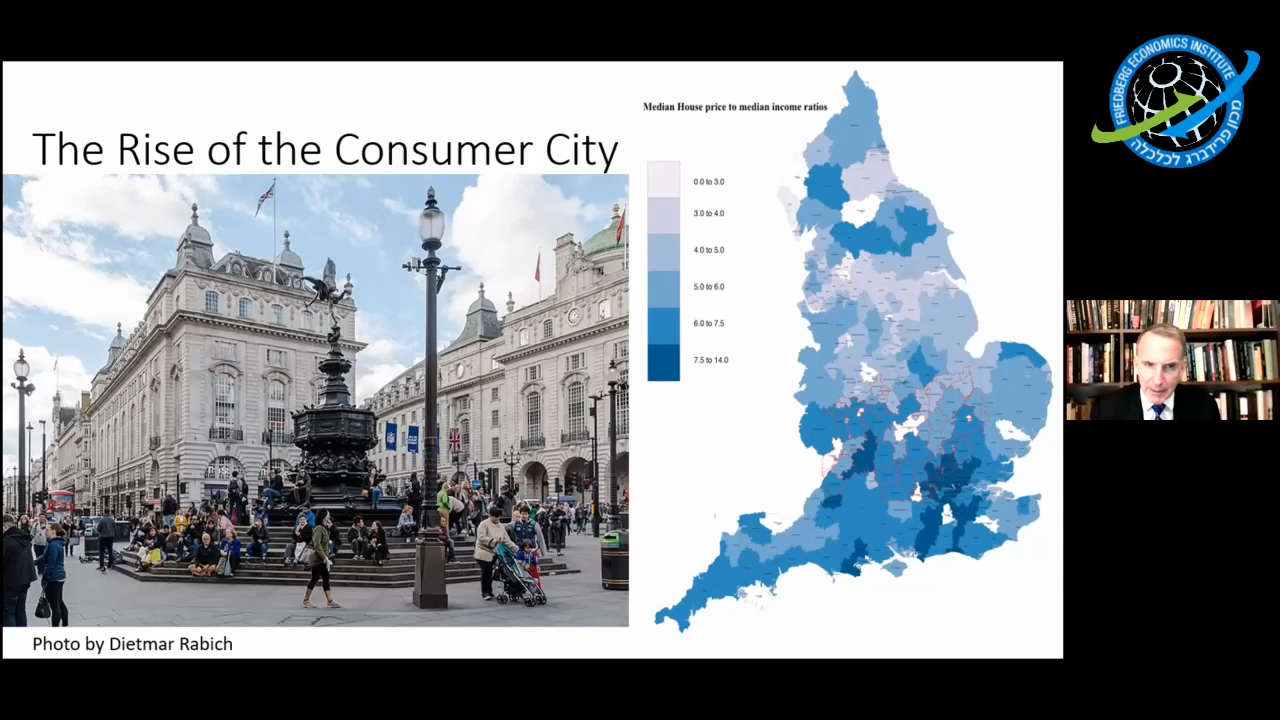 The Rise of the Consumer City
Median House price to median income ratios
0.0 to 3.0
3.0 to 4.0
4.0 to 5.0
5.0 to 6.0
6.0 to 7.5
7.5 to 14.0
Photo by Dietmar Rabich
FRIEDBERG ECONOMICS INSTITUTE
מכון פרידברג לכלכלה